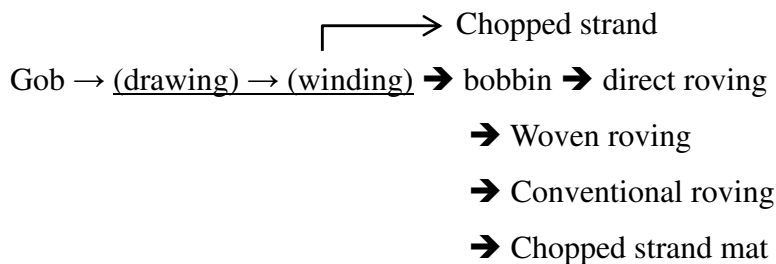 Chopped strand
Gob → (drawing) → (winding) ➔ bobbin ➔ direct roving
➔ Woven roving
➔ Conventional roving
➔ Chopped strand mat